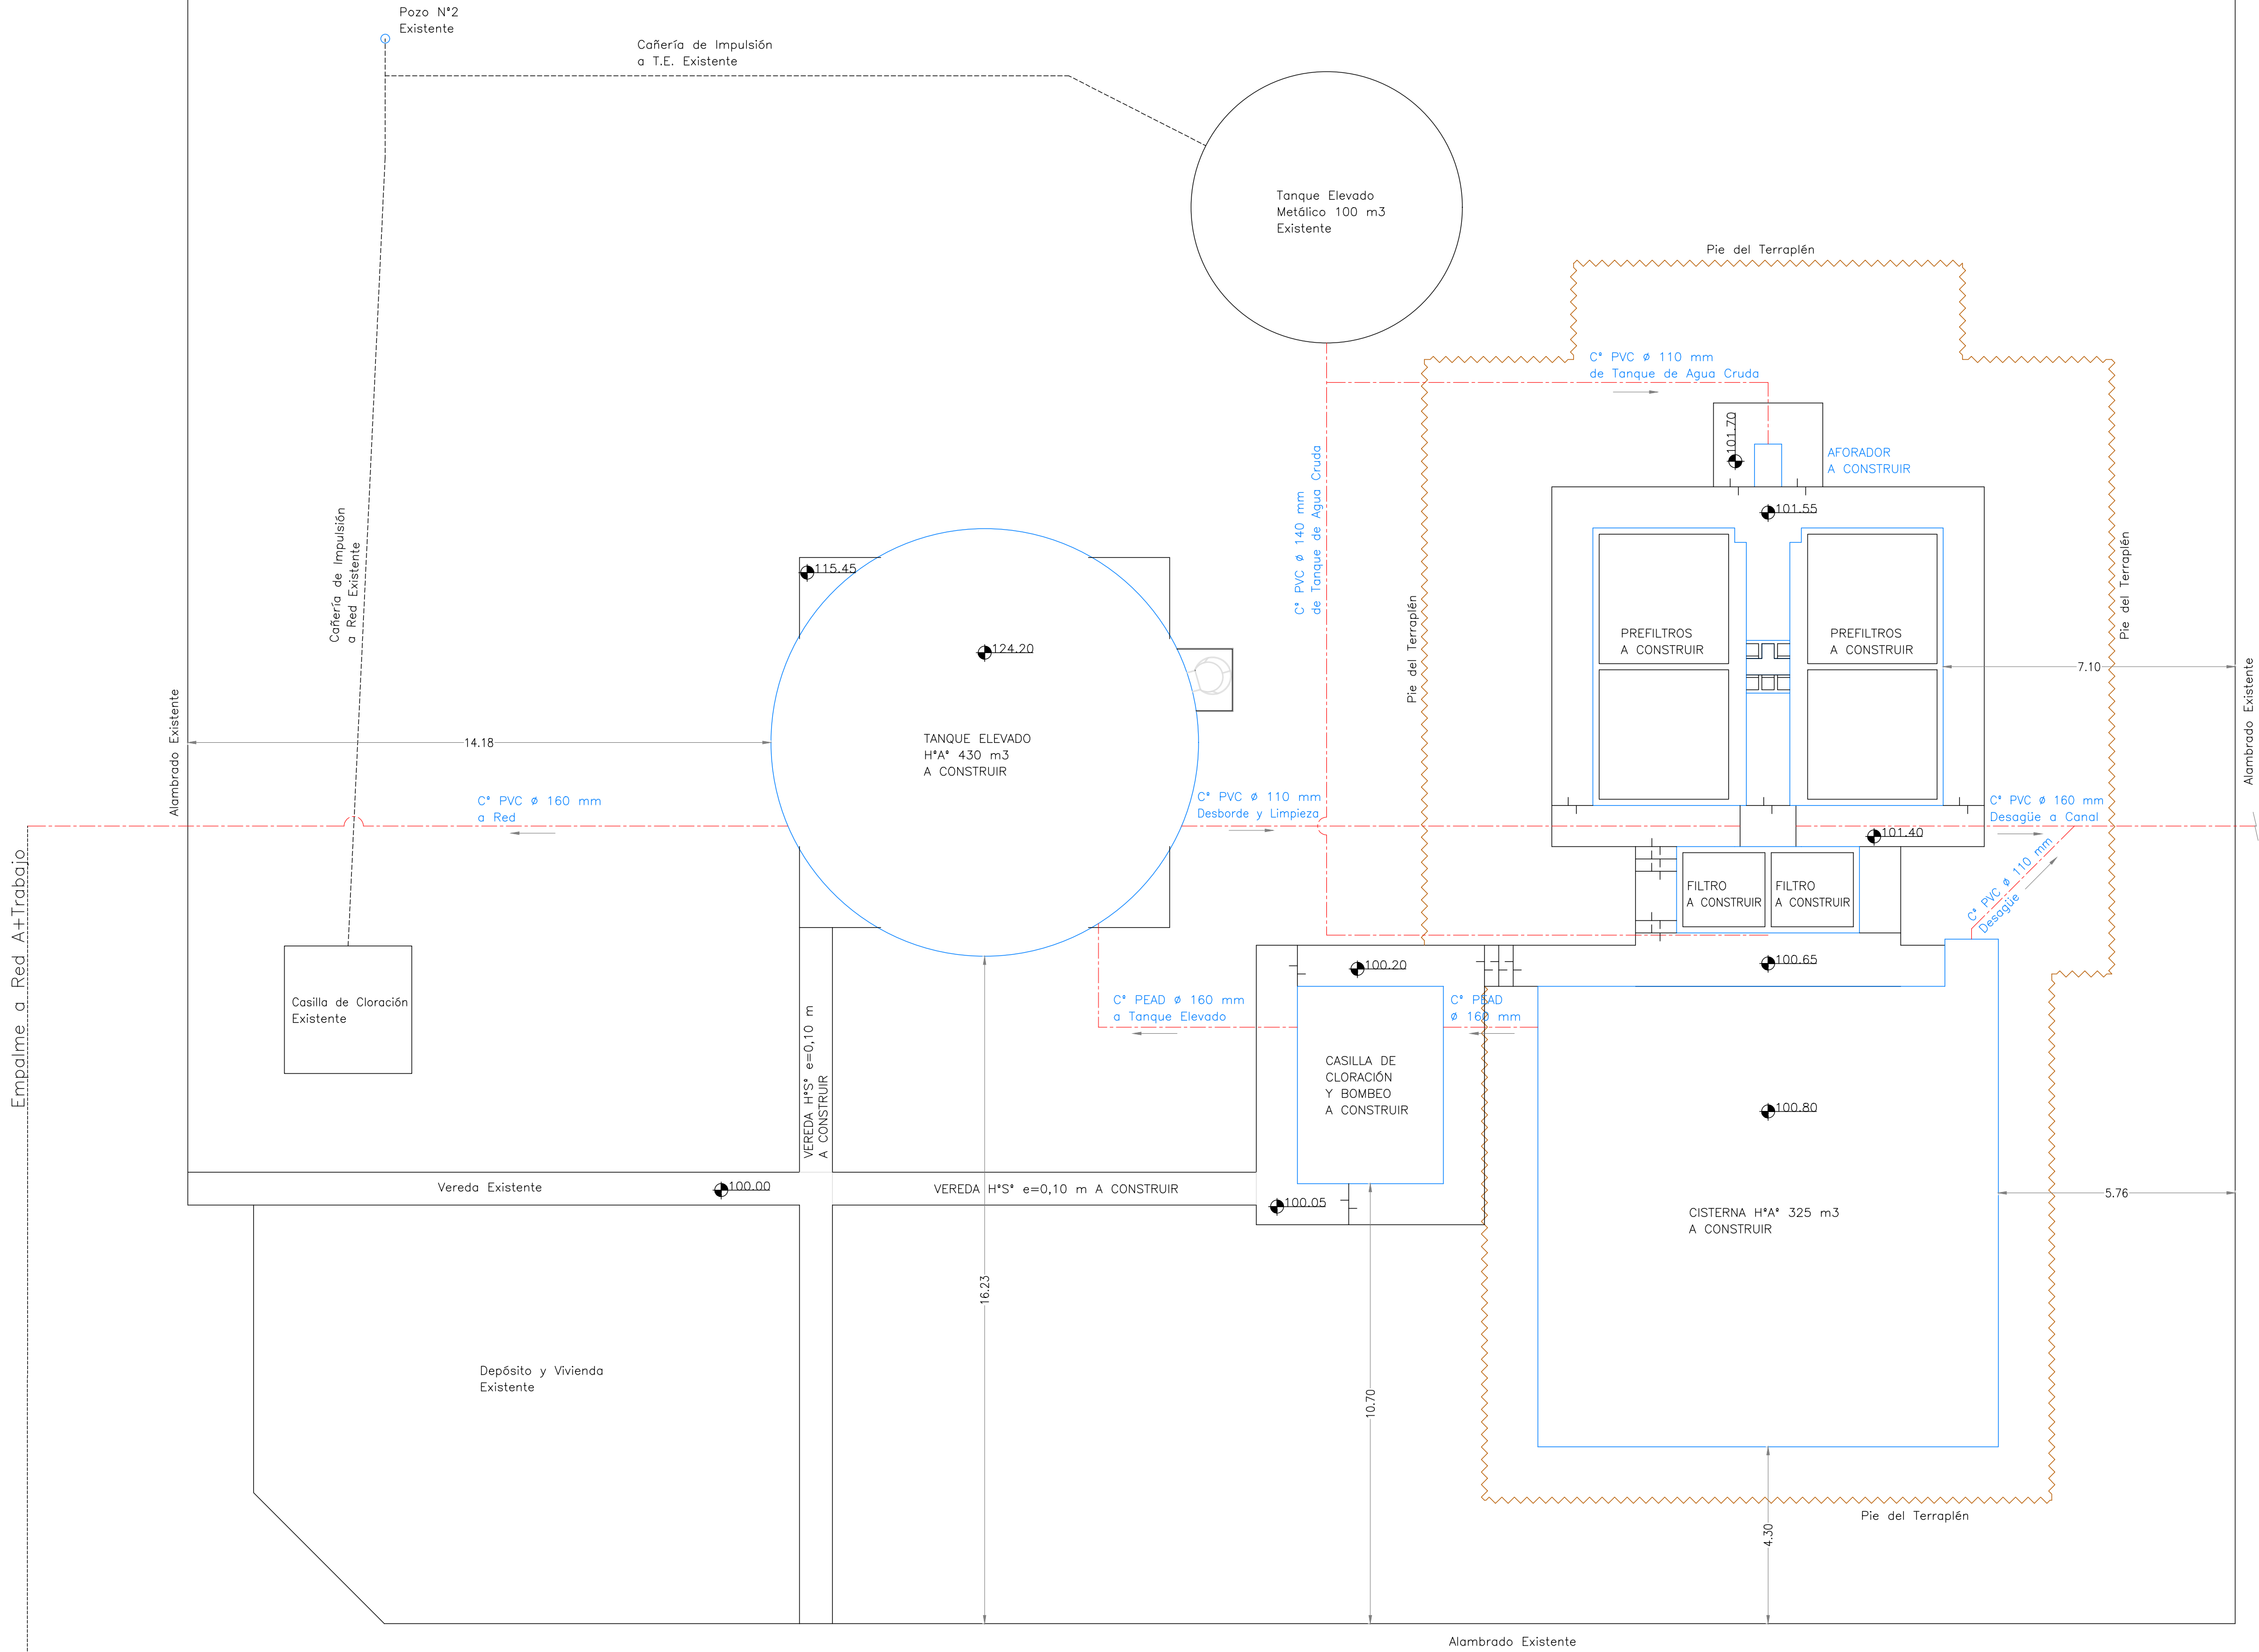 Pozo N°2
Existente
Cañería de Impulsión
a T.E. Existente
Tanque Elevado
Metálico 100 m3
Existente
Pie del Terraplén
C° PVC ø 110 mm
de Tanque de Agua Cruda
101.70
AFORADOR
A CONSTRUIR
C° PVC ø 140 mm
de Tanque de Agua Cruda
101.55
Cañería de Impulsión
a Red Existente
115.45
Pie del Terraplén
Pie del Terraplén
124.20
PREFILTROS
A CONSTRUIR
PREFILTROS
A CONSTRUIR
7.10
Alambrado Existente
Alambrado Existente
14.18
TANQUE ELEVADO
H°A° 430 m3
A CONSTRUIR
C° PVC ø 160 mm
a Red
C° PVC ø 110 mm
Desborde y Limpieza
C° PVC ø 160 mm
Desagüe a Canal
101.40
C° PVC ø 110 mm
Desagüe
FILTRO
A CONSTRUIR
FILTRO
A CONSTRUIR
Empalme a Red A+Trabajo
100.20
100.65
Casilla de Cloración
Existente
C° PEAD ø 160 mm
a Tanque Elevado
C° PEAD
ø 160 mm
VEREDA H°S° e=0,10 m
A CONSTRUIR
CASILLA DE
CLORACIÓN
Y BOMBEO
A CONSTRUIR
100.80
Vereda Existente
100.00
VEREDA H°S° e=0,10 m A CONSTRUIR
100.05
5.76
CISTERNA H°A° 325 m3
A CONSTRUIR
16.23
Depósito y Vivienda
Existente
10.70
Pie del Terraplén
4.30
Alambrado Existente